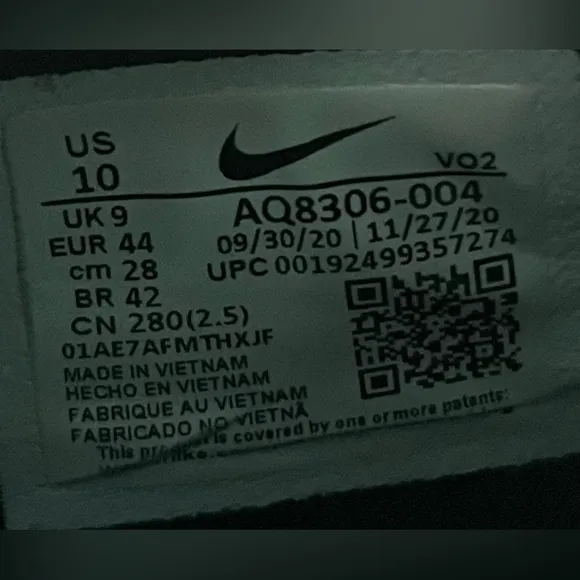 US
10
VO2
UK 9
AQ8306-004
EUR 44
09/30/20 | 11/27/20
cm 28
UPC 00192499357274
BR 42
CN 280(2.5)
01AE7AFMTHXJF
MADE IN VIETNAM
HECHO EN VIETNAM
FABRIQUE AU VIETNAM
FABRICADO NO VIETNÃ
This is covered by one or more patents: